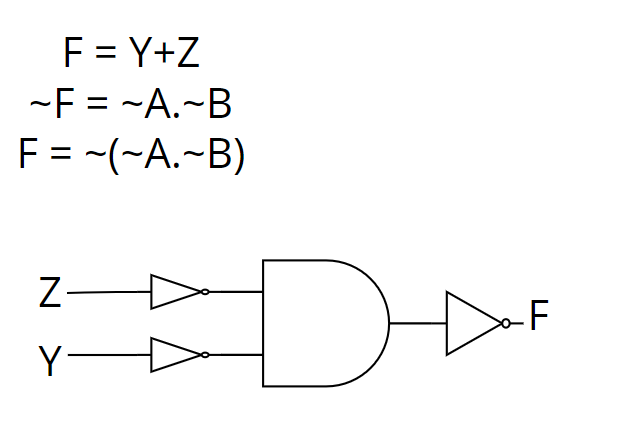 F = Y+Z
~F = ~A.~B
F = ~(~A.~B)
Z
Y
F